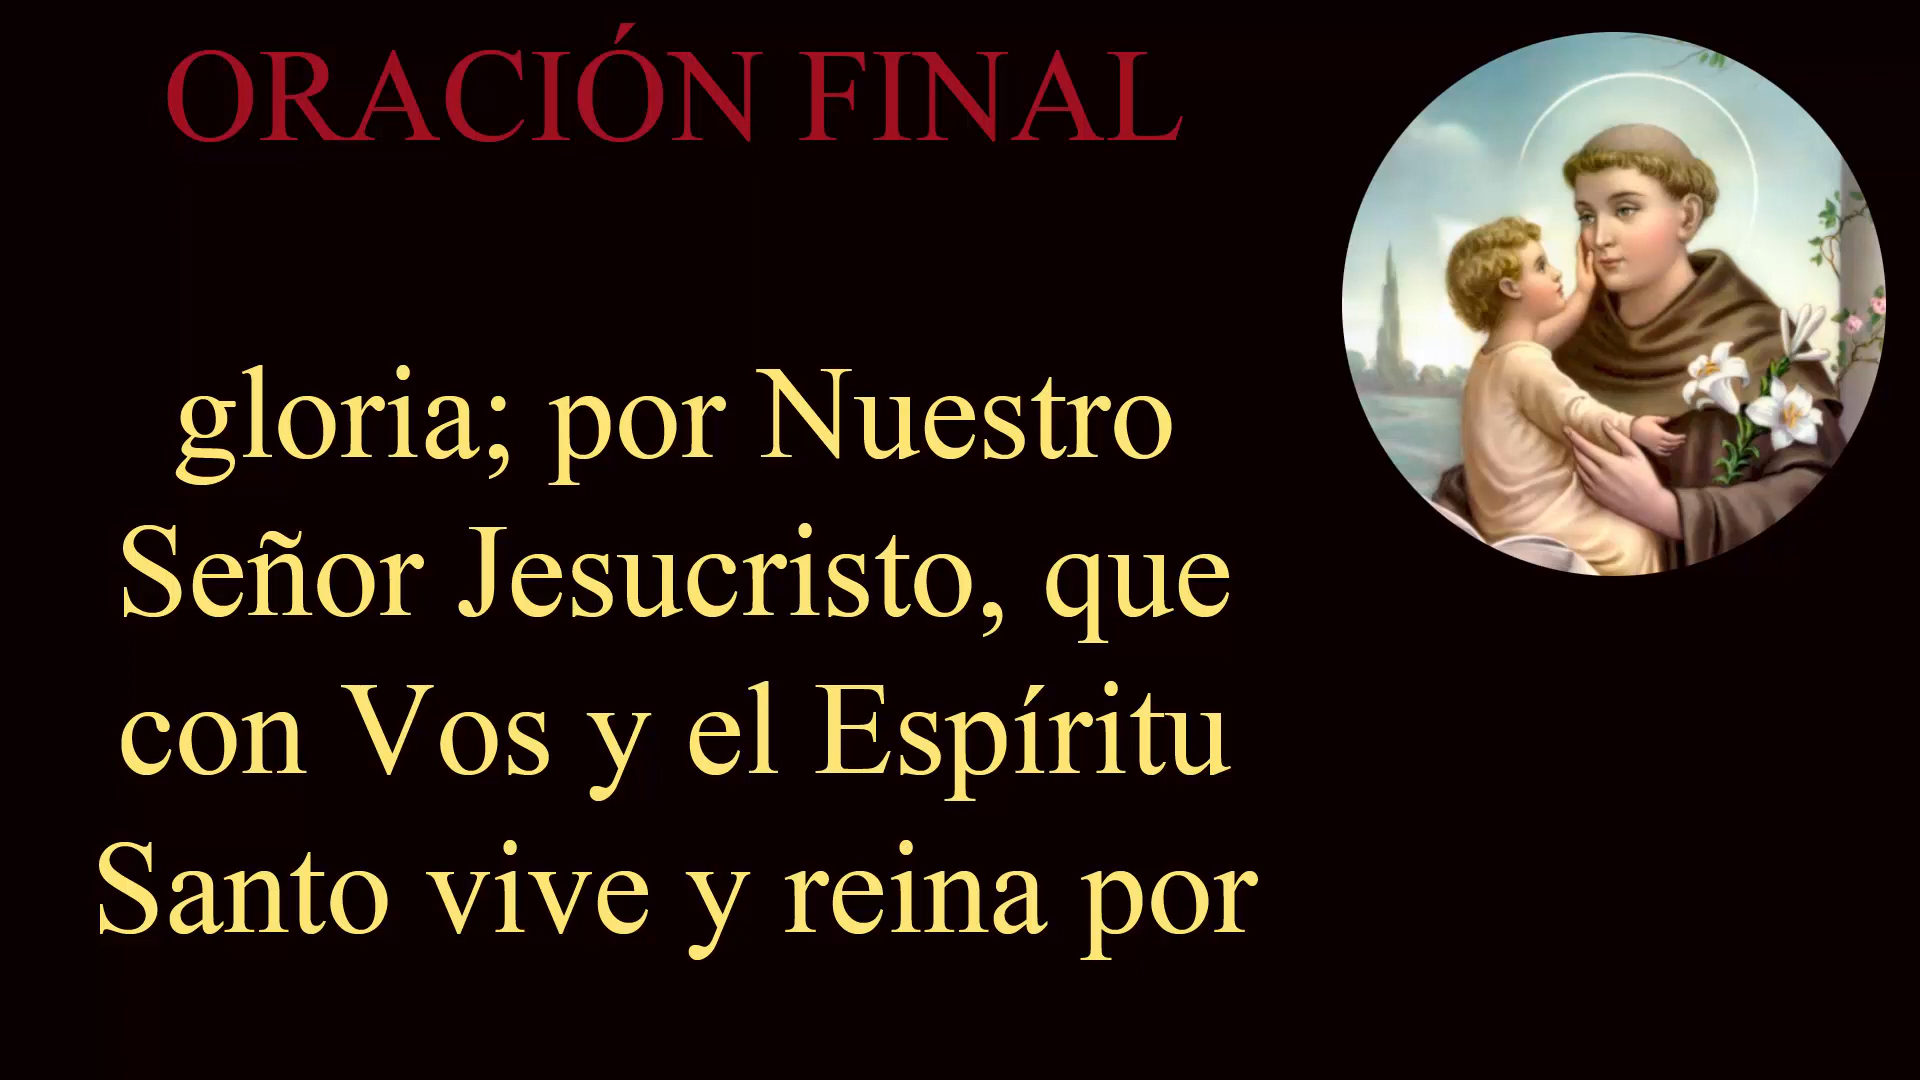 ORACIÓN FINAL
gloria; por Nuestro
Señor Jesucristo, que
con Vos y el Espíritu
Santo vive y reina por